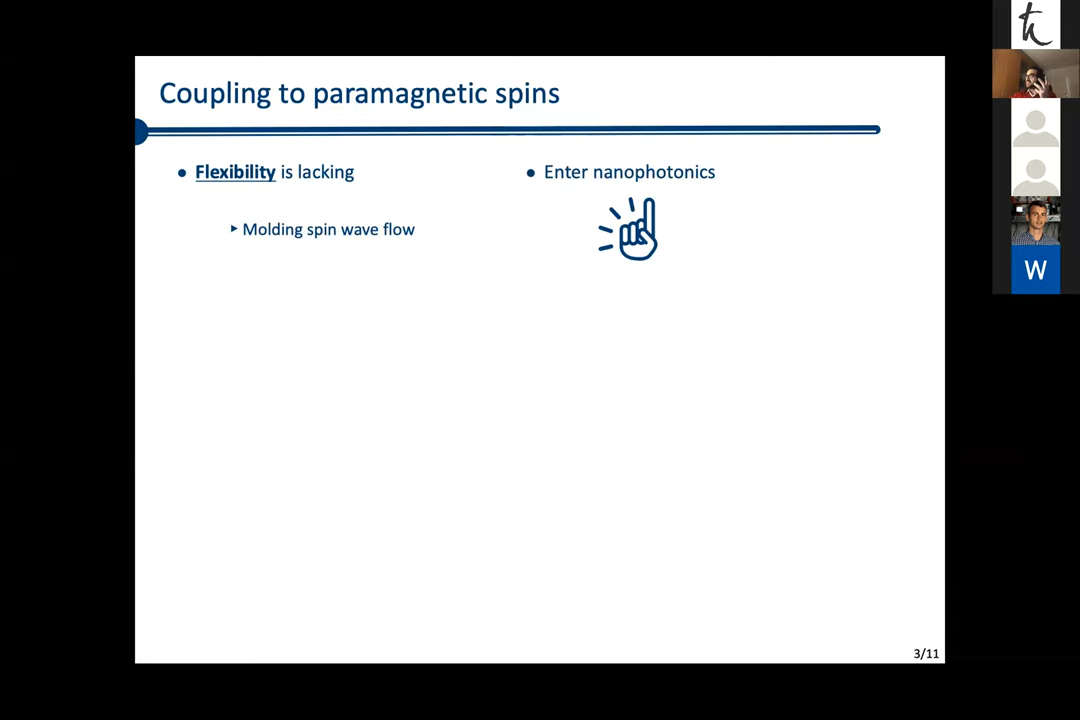 Coupling to paramagnetic spins
● Flexibility is lacking
‣ Molding spin wave flow
● Enter nanophotonics
3/11
W